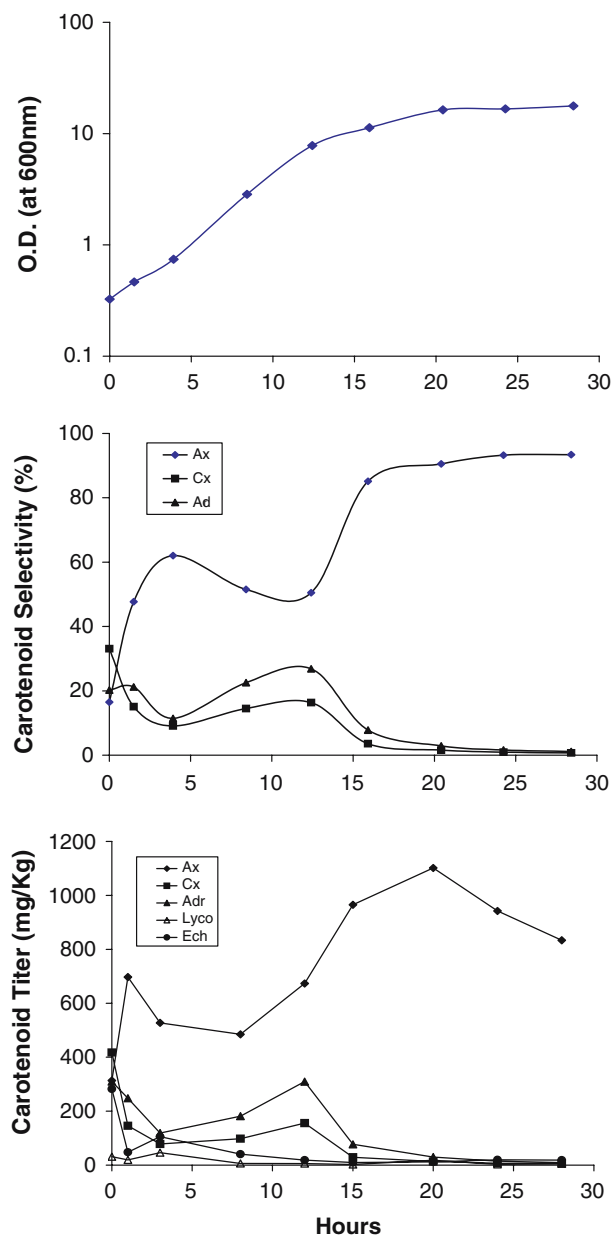 O.D. (at 600nm)
100
10
1
0.1
0 5 10 15 20 25 30
Carotenoid Selectivity (%)
100
80
60
40
20
0
Ax
Cx
Ad
0 5 10 15 20 25 30
Carotenoid Titer (mg/Kg)
1200
1000
800
600
400
200
0
Ax
Cx
Adr
Lyco
Ech
0 5 10 15 20 25 30
Hours